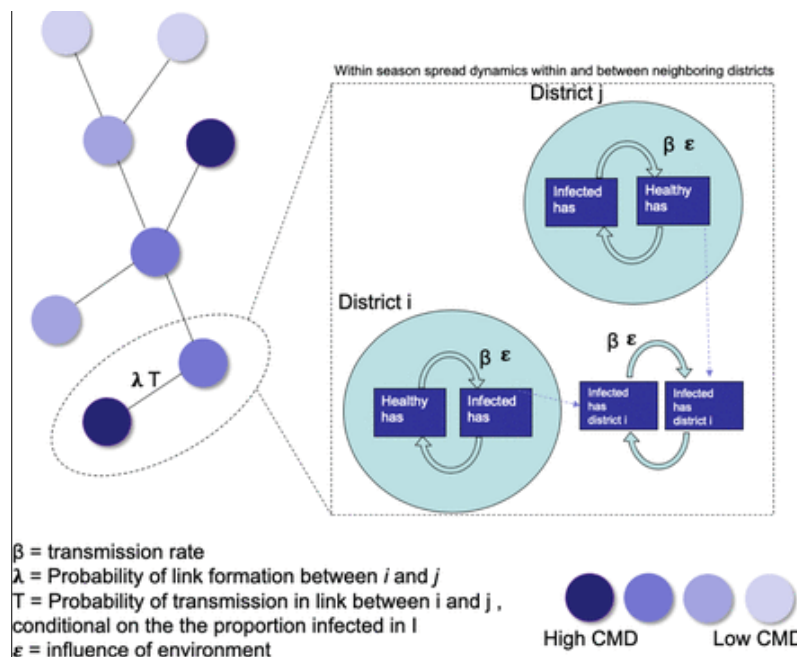 Within season spread dynamics within and between neighboring districts
District j
β ε
Infected has
Healthy has
District i
β ε
Healthy has
Infected has
β ε
Infected has district i
Infected has district i
λ T
β = transmission rate
λ = Probability of link formation between i and j
T = Probability of transmission in link between i and j ,
conditional on the the proportion infected in I
ε = influence of environment
High CMD
Low CMD